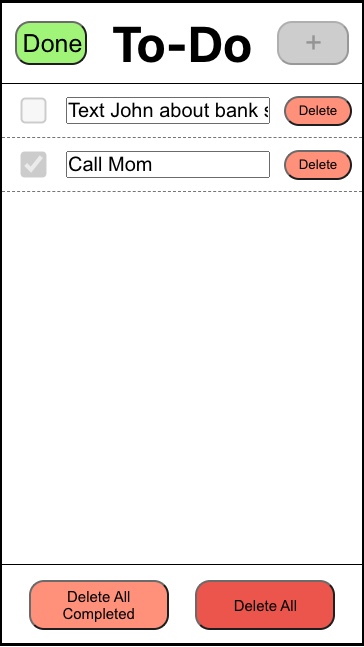 Done
To-Do
+
Text John about bank
Delete
Call Mom
Delete
Delete All
Completed
Delete All